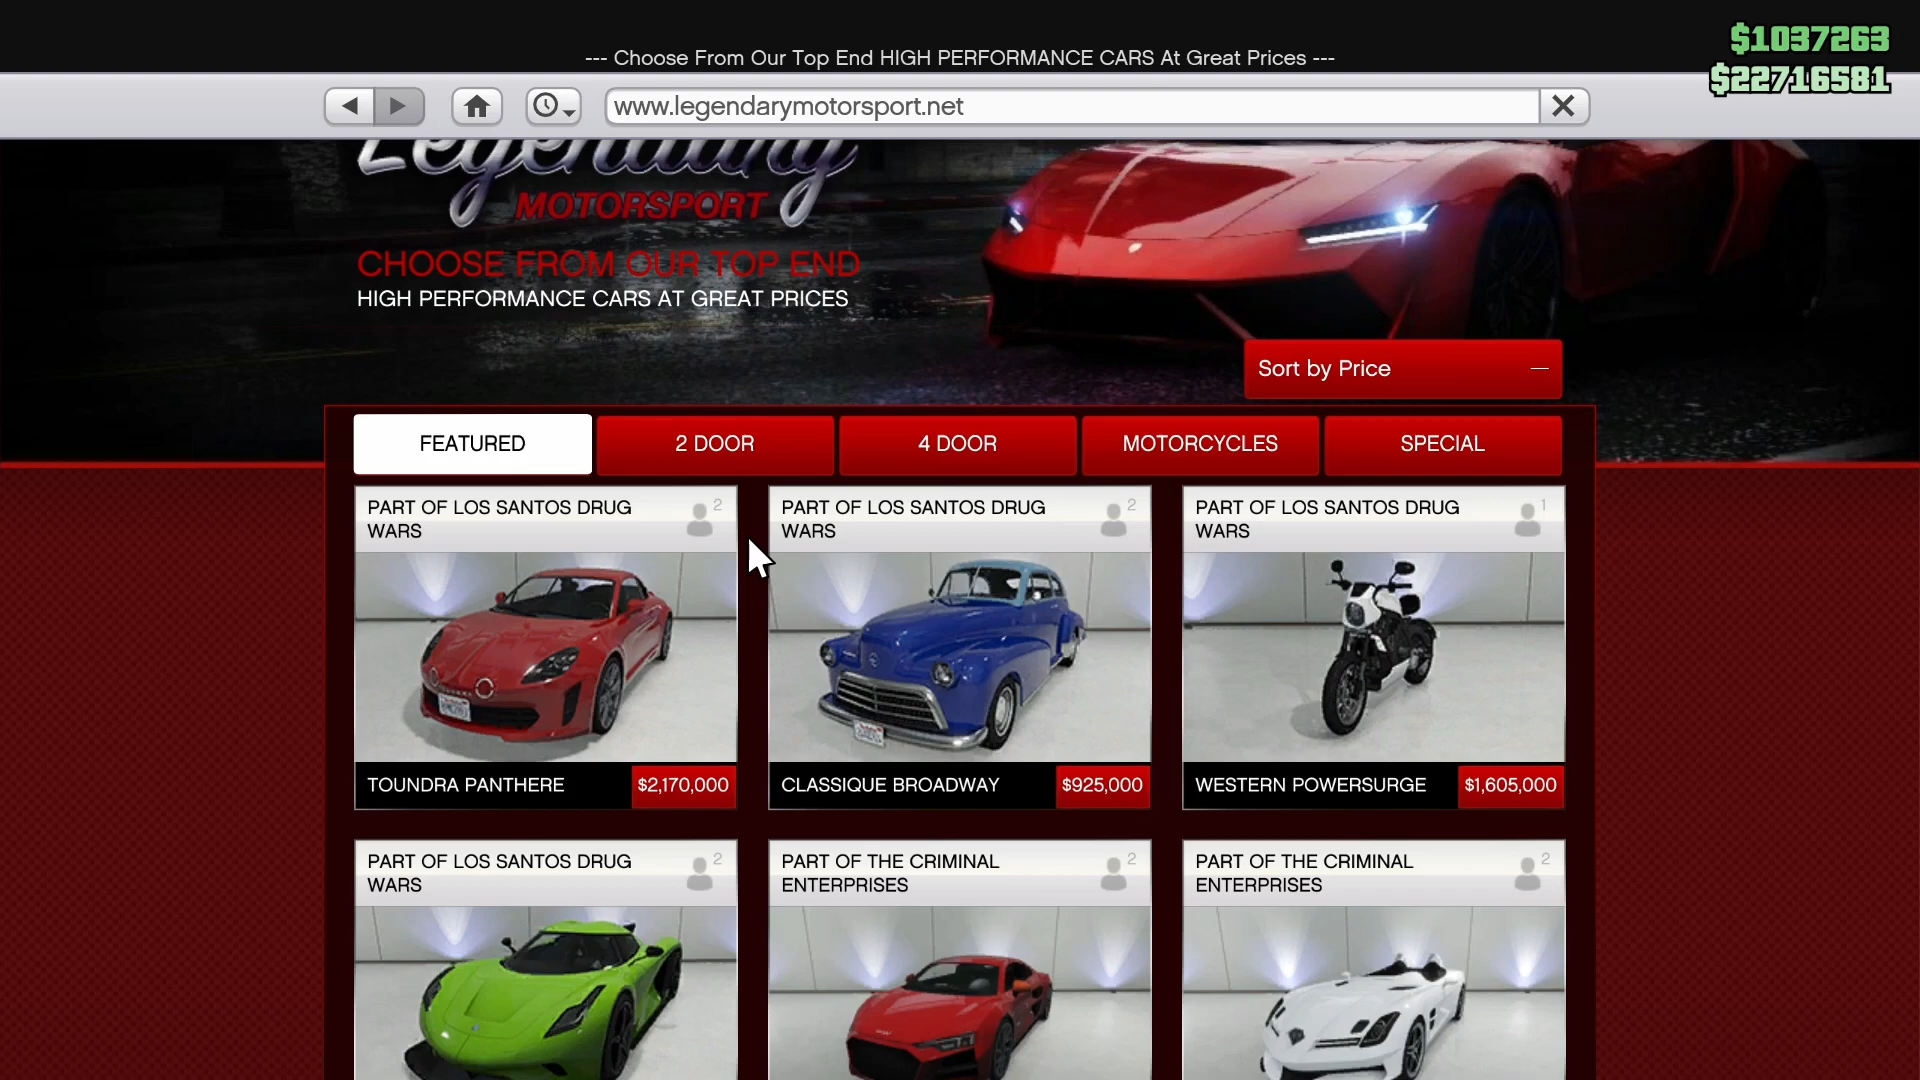 $1037263
--- Choose From Our Top End HIGH PERFORMANCE CARS At Great Prices ---
$22716581
www.legendarymotorsport.net
Legendary
MOTORSPORT
CHOOSE FROM OUR TOP END
HIGH PERFORMANCE CARS AT GREAT PRICES
Sort by Price
FEATURED
2 DOOR
4 DOOR
MOTORCYCLES
SPECIAL
PART OF LOS SANTOS DRUG
WARS
2
PART OF LOS SANTOS DRUG
WARS
2
PART OF LOS SANTOS DRUG
WARS
1
TOUNDRA PANTHERE
$2,170,000
CLASSIQUE BROADWAY
$925,000
WESTERN POWERSURGE
$1,605,000
PART OF LOS SANTOS DRUG
WARS
2
PART OF THE CRIMINAL
ENTERPRISES
2
PART OF THE CRIMINAL
ENTERPRISES
2